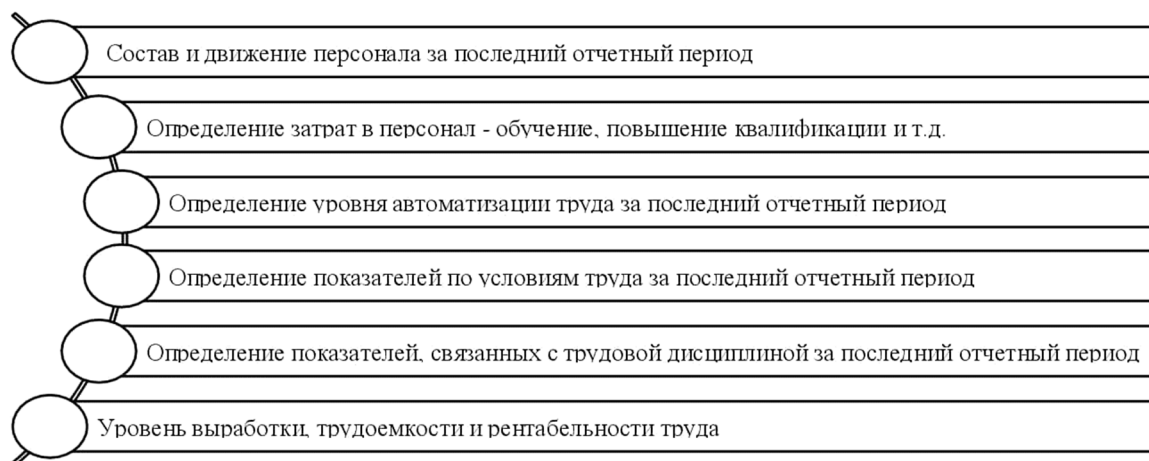 Состав и движение персонала за последний отчетный период
Определение затрат в персонал - обучение, повышение квалификации и т.д.
Определение уровня автоматизации труда за последний отчетный период
Определение показателей по условиям труда за последний отчетный период
Определение показателей, связанных с трудовой дисциплиной за последний отчетный период
Уровень выработки, трудоемкости и рентабельности труда